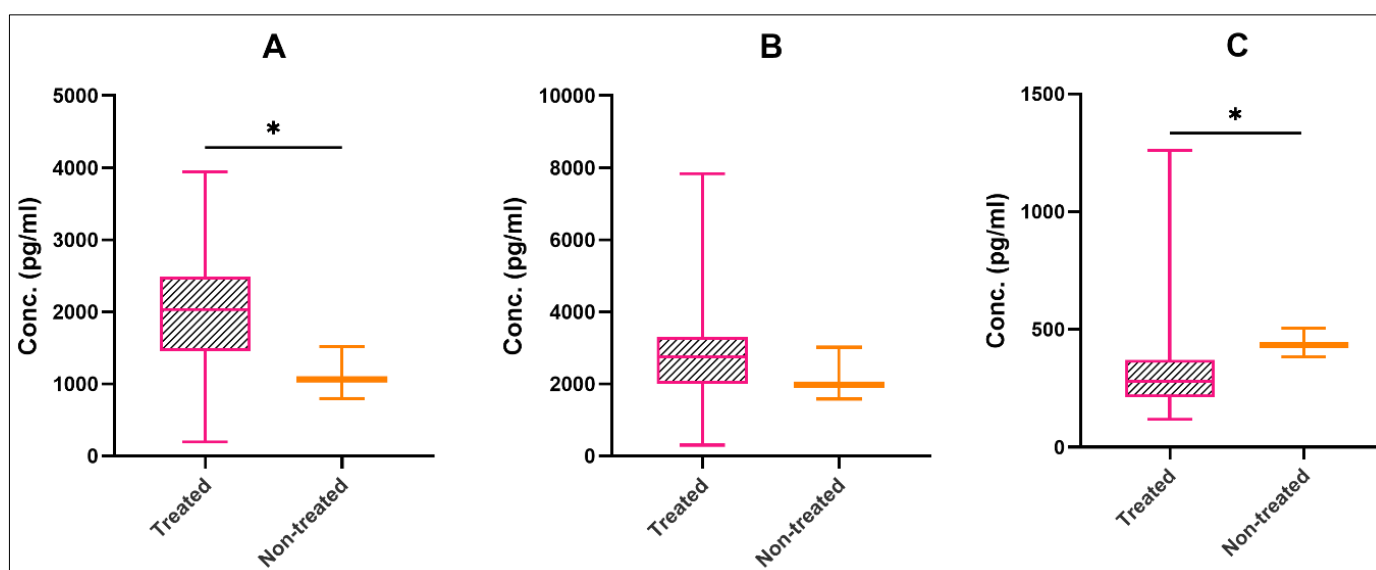 A
Conc. (pg/ml)
5000
4000
3000
2000
1000
0
*
Treated
Non-treated
B
Conc. (pg/ml)
10000
8000
6000
4000
2000
0
Treated
Non-treated
C
Conc. (pg/ml)
1500
1000
500
0
*
Treated
Non-treated